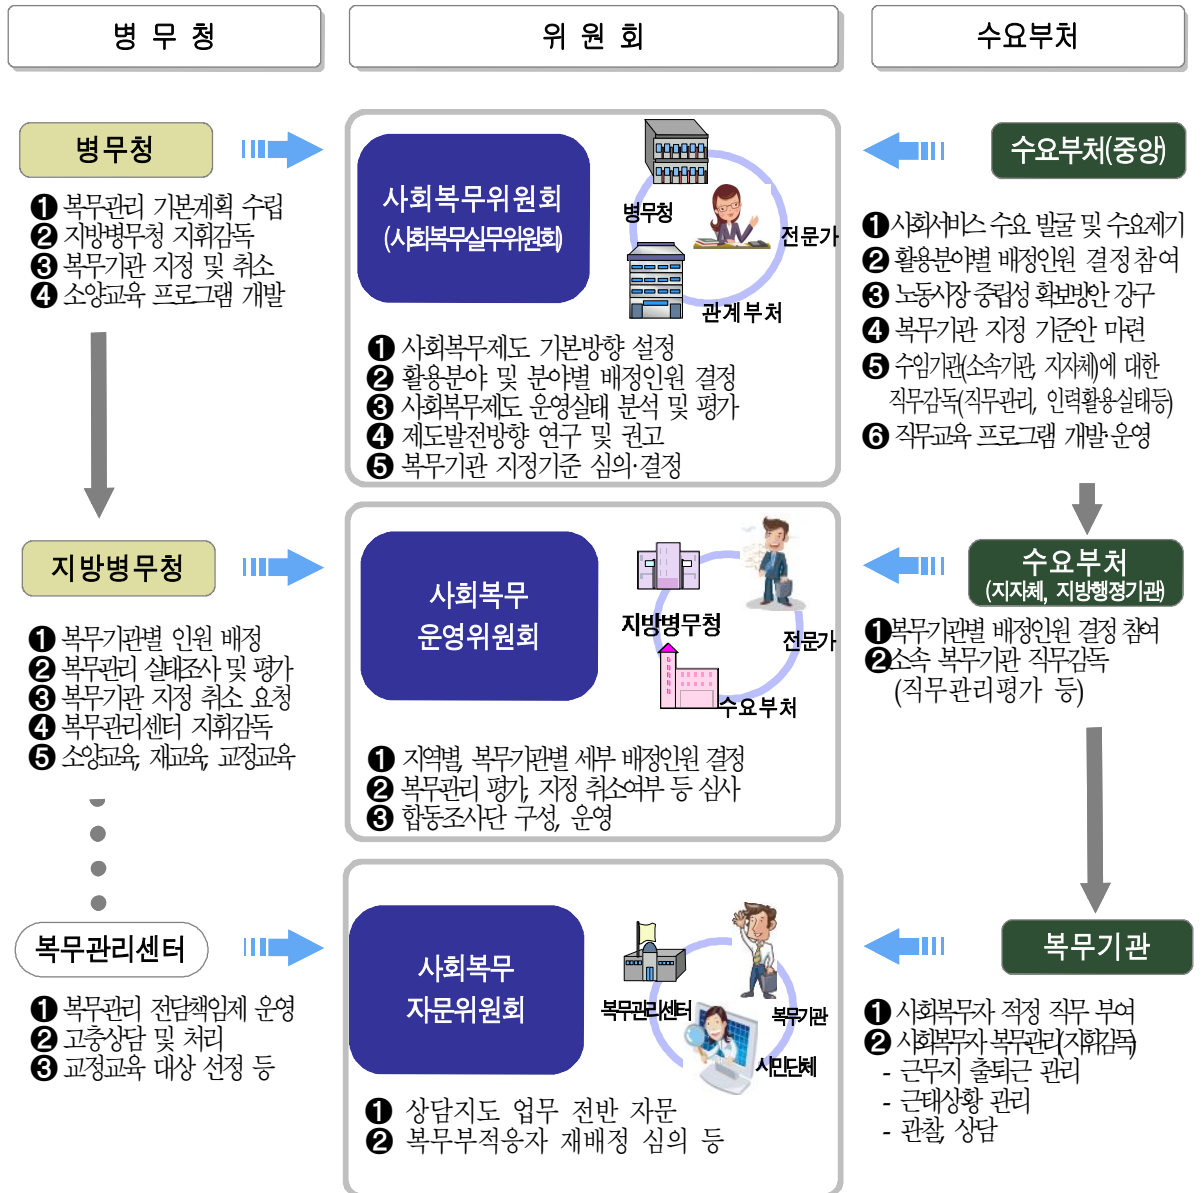 병 무 청
위 원 회
수요부처
병무청
❶ 복무관리 기본계획 수립
❷ 지방병무청 지휘감독
❸ 복무기관 지정 및 취소
❹ 소양교육 프로그램 개발
사회복무위원회
(사회복무실무위원회)
병무청
전문가
관계부처
❶ 사회복무제도 기본방향 설정
❷ 활용분야 및 분야별 배정인원 결정
❸ 사회복무제도 운영실태 분석 및 평가
❹ 제도발전방향 연구 및 권고
❺ 복무기관 지정기준 심의·결정
수요부처(중앙)
❶사회서비스 수요 발굴 및 수요제기
❷ 활용분야별 배정인원 결정 참여
❸ 노동시장 중립성 확보방안 강구
❹ 복무기관 지정 기준안 마련
❺ 수임기관(소속기관, 지자체)에 대한
직무감독(직무관리, 인력활용실태등)
❻ 직무교육 프로그램 개발·운영
지방병무청
❶ 복무기관별 인원 배정
❷ 복무관리 실태조사 및 평가
❸ 복무기관 지정 취소 요청
❹ 복무관리센터 지휘감독
❺ 소양교육, 재교육, 교정교육
사회복무
운영위원회
지방병무청
전문가
수요부처
❶ 지역별, 복무기관별 세부 배정인원 결정
❷ 복무관리 평가, 지정 취소여부 등 심사
❸ 합동조사단 구성, 운영
수요부처
(지자체, 지방행정기관)
❶복무기관별 배정인원 결정 참여
❷소속 복무기관 직무감독
(직무관리평가 등)
복무관리센터
❶ 복무관리 전담책임제 운영
❷ 고충상담 및 처리
❸ 교정교육 대상 선정 등
사회복무
자문위원회
복무관리센터
복무기관
시민단체
❶ 상담지도 업무 전반 자문
❷ 복무부적응자 재배정 심의 등
복무기관
❶ 사회복무자 적정 직무 부여
❷ 사회복무자 복무관리(지휘감독)
- 근무지 출퇴근 관리
- 근태상황 관리
- 관찰, 상담